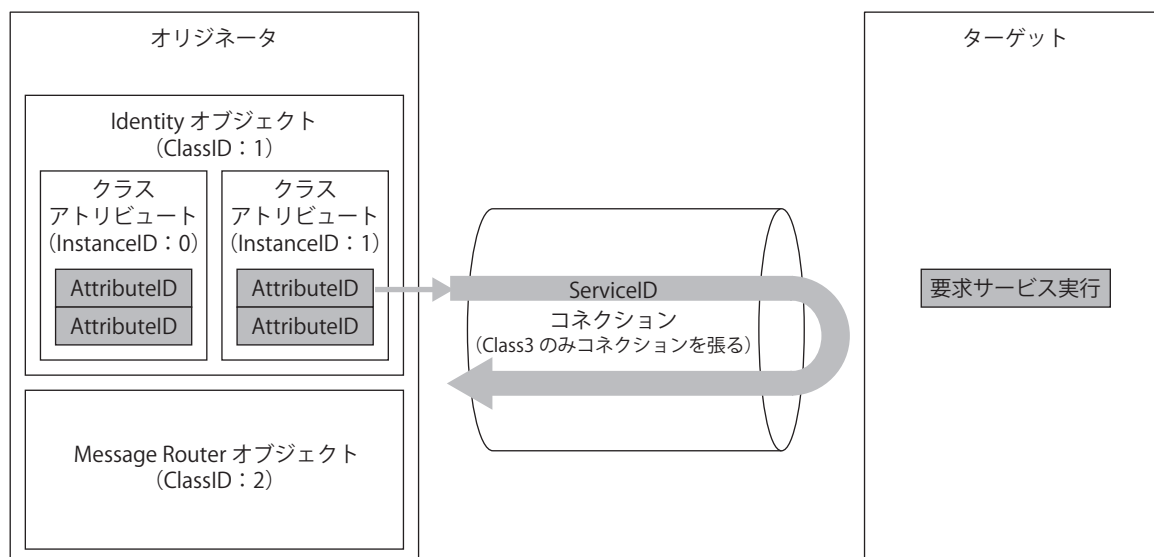 オリジネータ
Identity オブジェクト
（ClassID：1）
クラス
アトリビュート
（InstanceID：0）
AttributeID
AttributeID
クラス
アトリビュート
（InstanceID：1）
AttributeID
AttributeID
Message Router オブジェクト
（ClassID：2）
ServiceID
コネクション
（Class3 のみコネクションを張る）
ターゲット
要求サービス実行